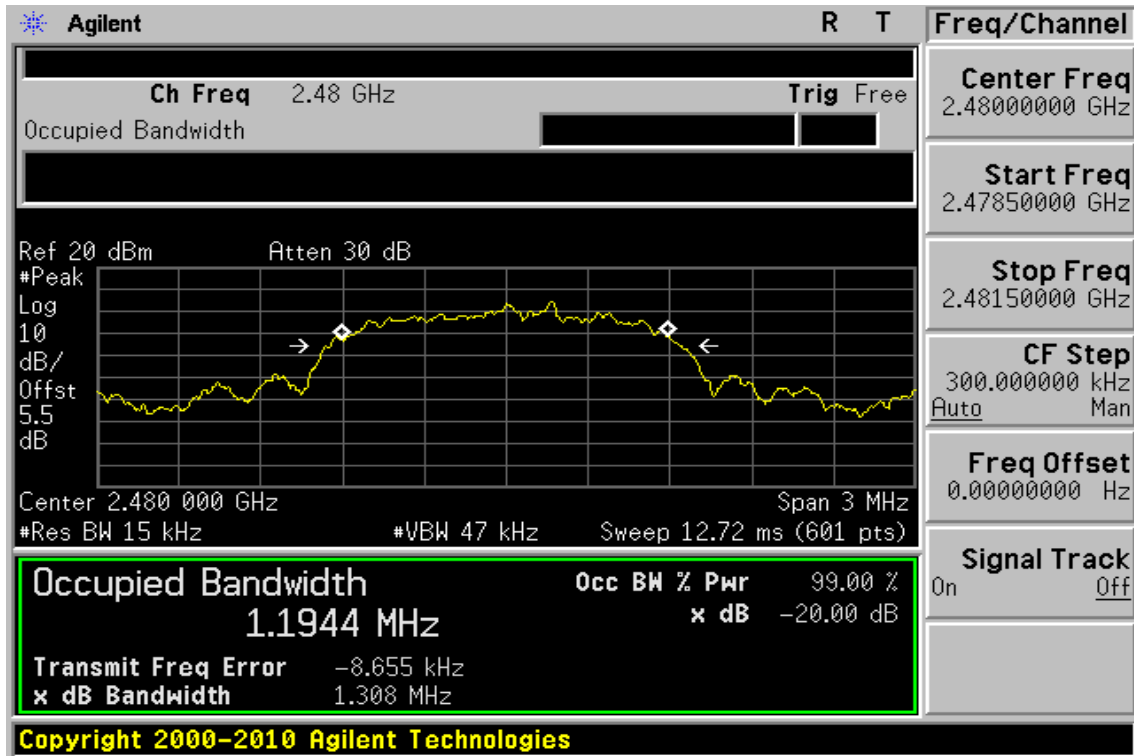 Agilent R T
Ch Freq 2.48 GHz Trig Free
Occupied Bandwidth
Ref 20 dBm Atten 30 dB
#Peak
Log
10
dB/
Offst
5.5
dB
Center 2.480 000 GHz Span 3 MHz
#Res BW 15 kHz #VBW 47 kHz Sweep 12.72 ms (601 pts)
Occupied Bandwidth
1.1944 MHz
Occ BW % Pwr 99.00 %
x dB -20.00 dB
Transmit Freq Error -8.655 kHz
x dB Bandwidth 1.308 MHz
Copyright 2000-2010 Agilent Technologies
Freq/Channel
Center Freq
2.48000000 GHz
Start Freq
2.47850000 GHz
Stop Freq
2.48150000 GHz
CF Step
300.000000 kHz
Auto Man
Freq Offset
0.00000000 Hz
Signal Track
On Off